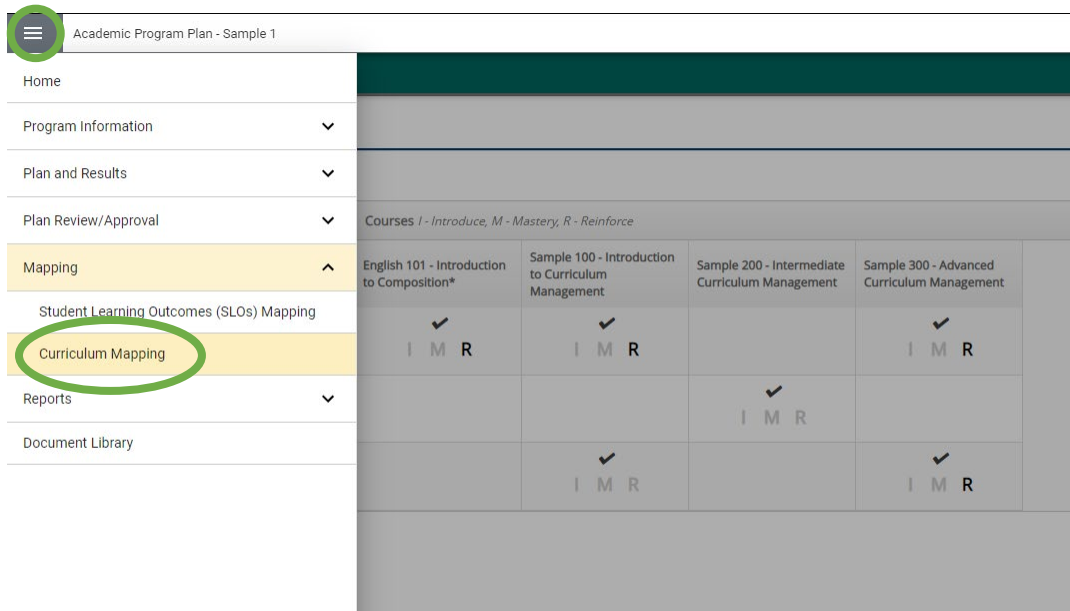 Academic Program Plan - Sample 1
Home
Program Information
Plan and Results
Plan Review/Approval
Mapping
Student Learning Outcomes (SLOs) Mapping
Curriculum Mapping
Reports
Document Library
Courses I - Introduce, M - Mastery, R - Reinforce
English 101 - Introduction
to Composition*
Sample 100 - Introduction
to Curriculum
Management
Sample 200 - Intermediate
Curriculum Management
Sample 300 - Advanced
Curriculum Management
I M R
I M R
I M R
I M R
I M R
I M R